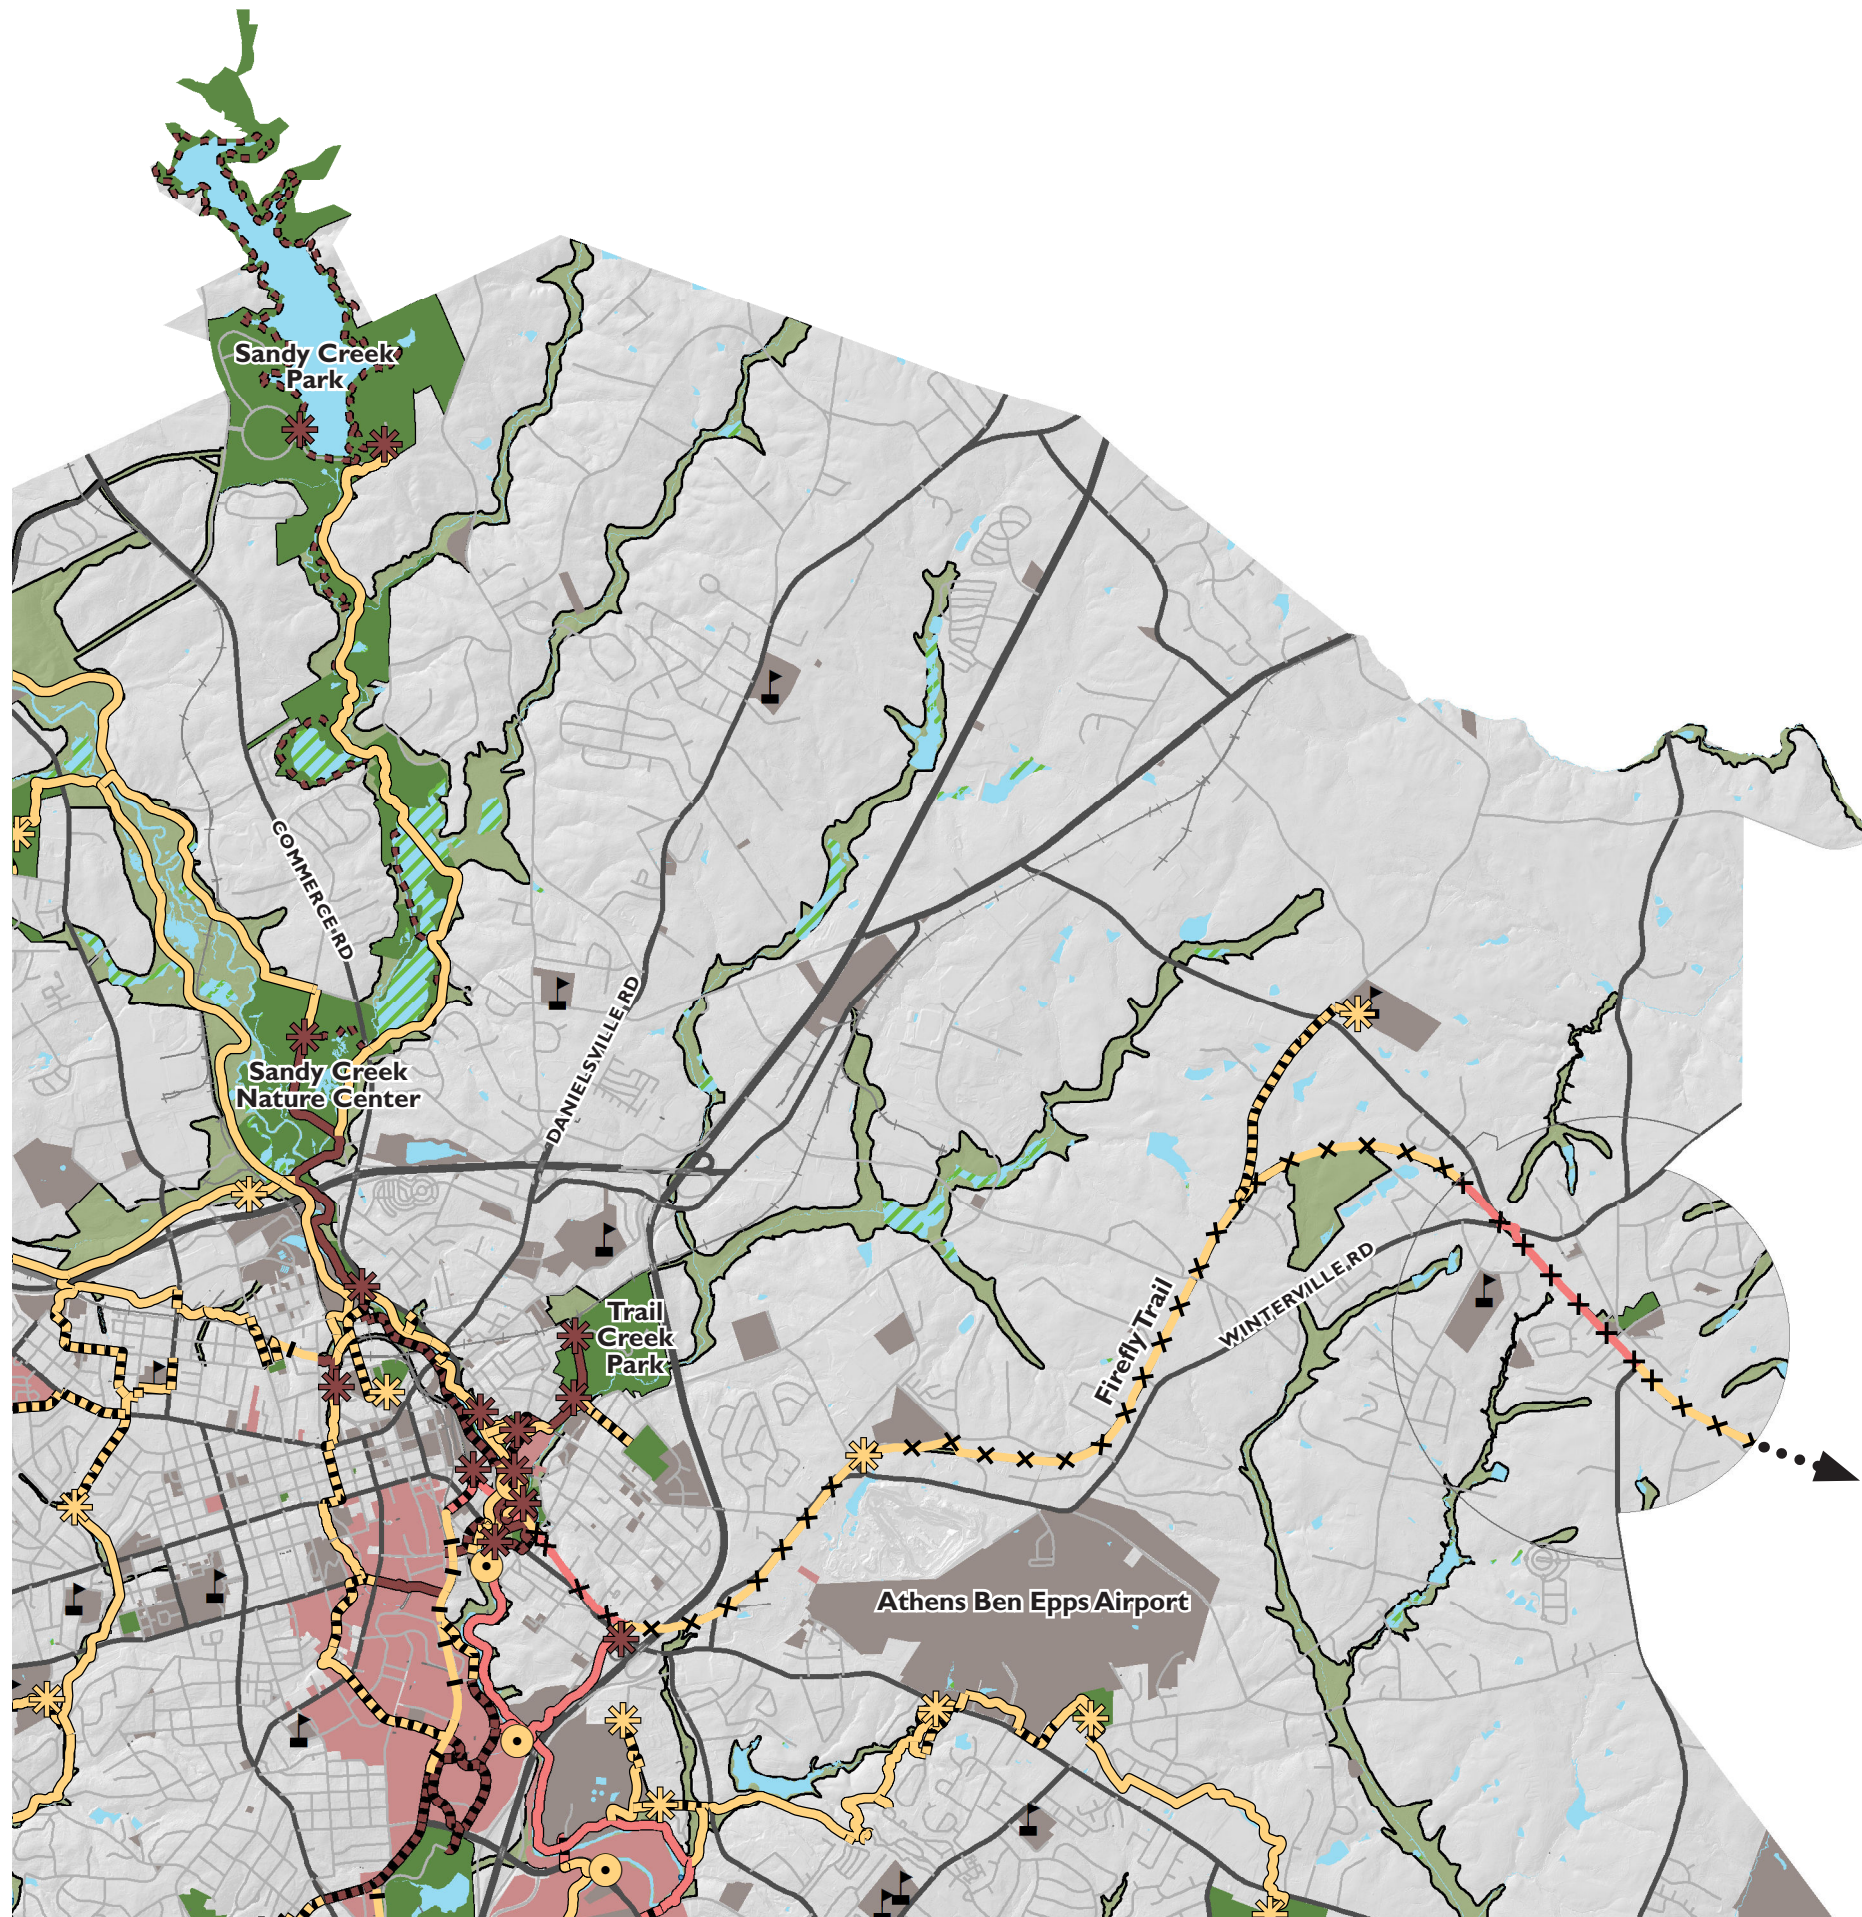 Sandy Creek
Park
COMMERCE RD
DANIELSVILLE RD
Sandy Creek
Nature Center
Trail
Creek
Park
Firefly Trail
WINTERVILLE RD
Athens Ben Epps Airport